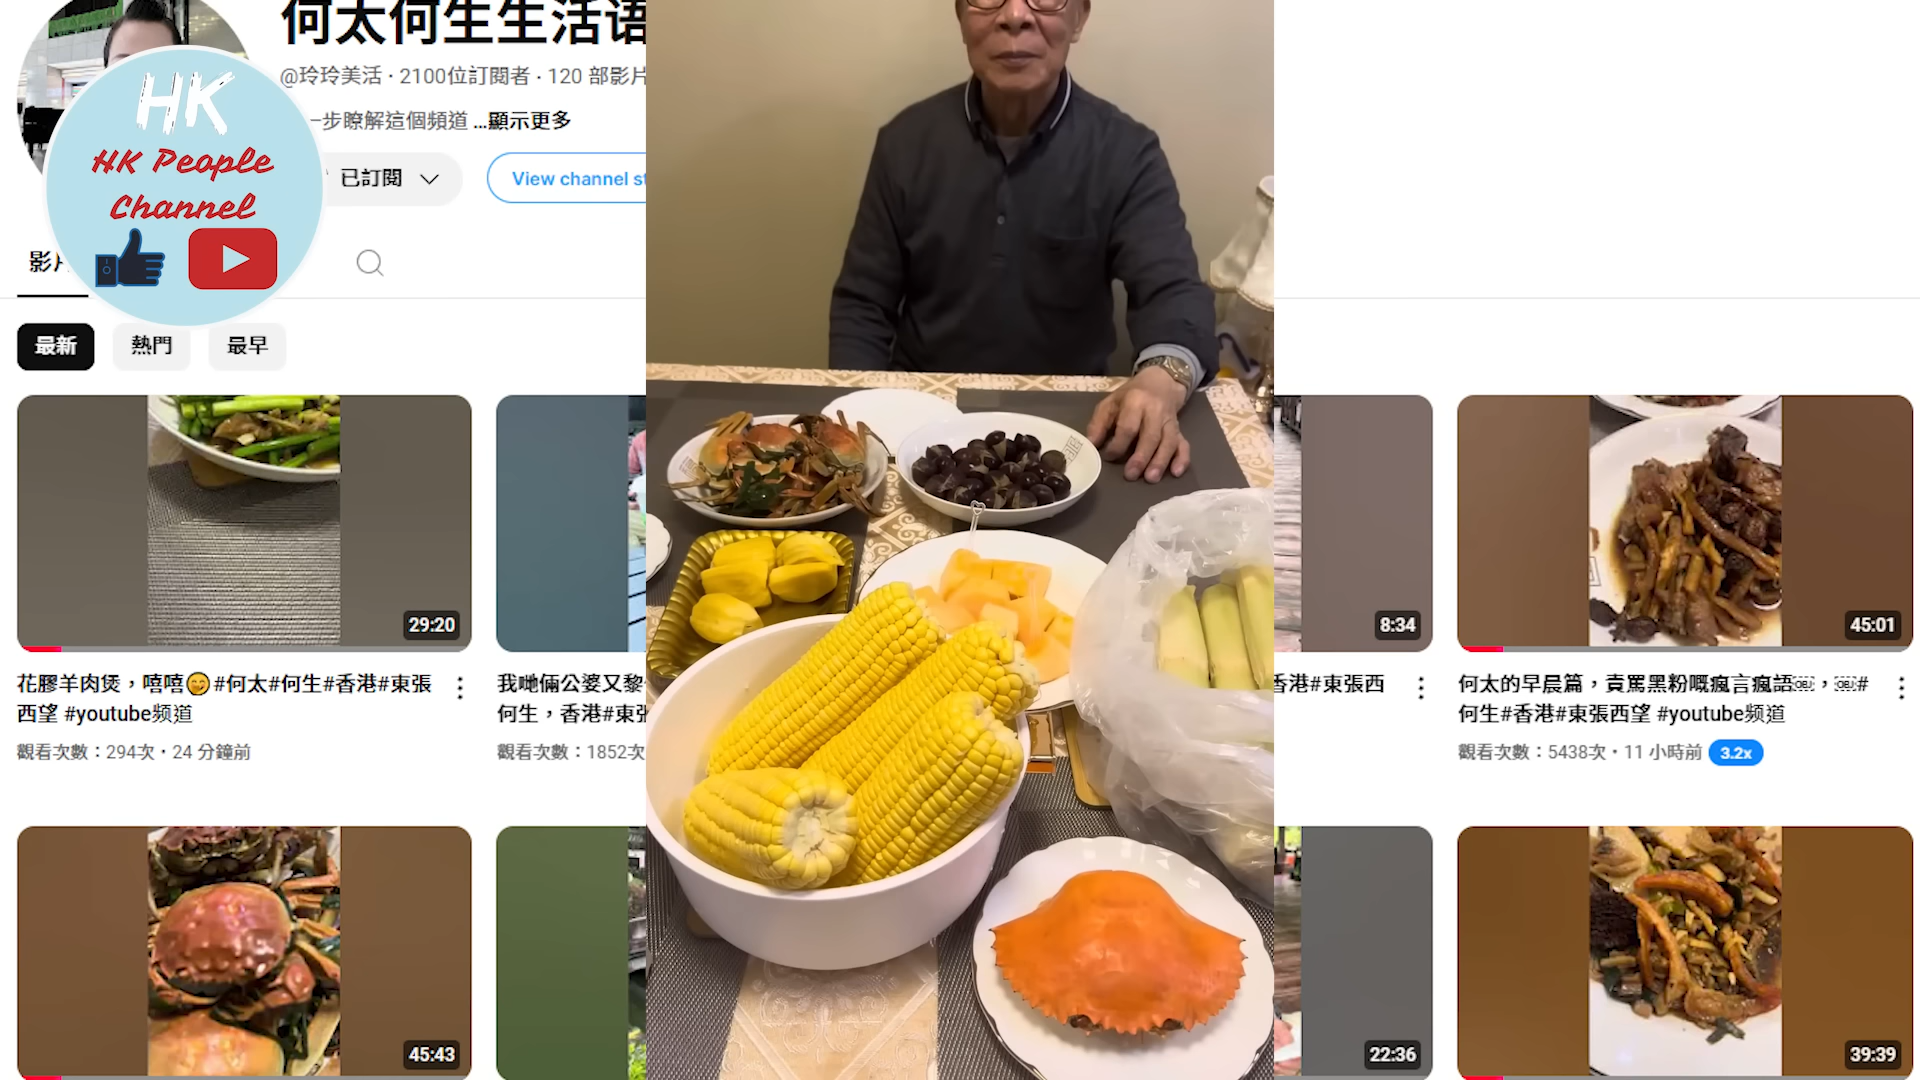 何太何生生活语
@玲玲美活 · 2100位訂閱者 · 120 部影片
一步瞭解這個頻道 ...顯示更多
HK
HK People
Channel
已訂閱
View channel st
影片
最新
熱門
最早
29:20
8:34
45:01
花膠羊肉煲，嘻嘻🤭#何太#何生#香港#東張
西望 #youtube频道
觀看次數：294次 · 24 分鐘前
我哋倆公婆又黎
何生，香港#東張
觀看次數：1852次
香港#東張西
何太的早晨篇，責罵黑粉嘅瘋言瘋語，#
何生#香港#東張西望 #youtube频道
觀看次數：5438次 · 11 小時前 3.2x
45:43
22:36
39:39